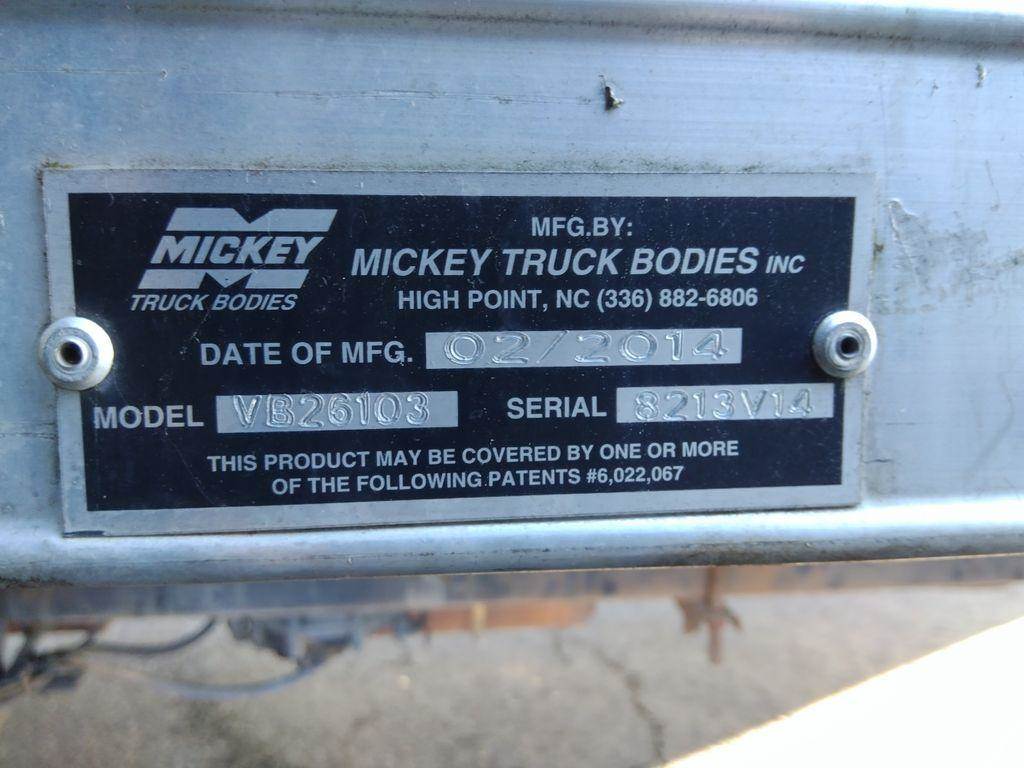 MICKEY
TRUCK BODIES
MFG.BY:
MICKEY TRUCK BODIES INC
HIGH POINT, NC (336) 882-6806
DATE OF MFG. 02/2014
MODEL VB26103 SERIAL 8213V14
THIS PRODUCT MAY BE COVERED BY ONE OR MORE
OF THE FOLLOWING PATENTS #6,022,067